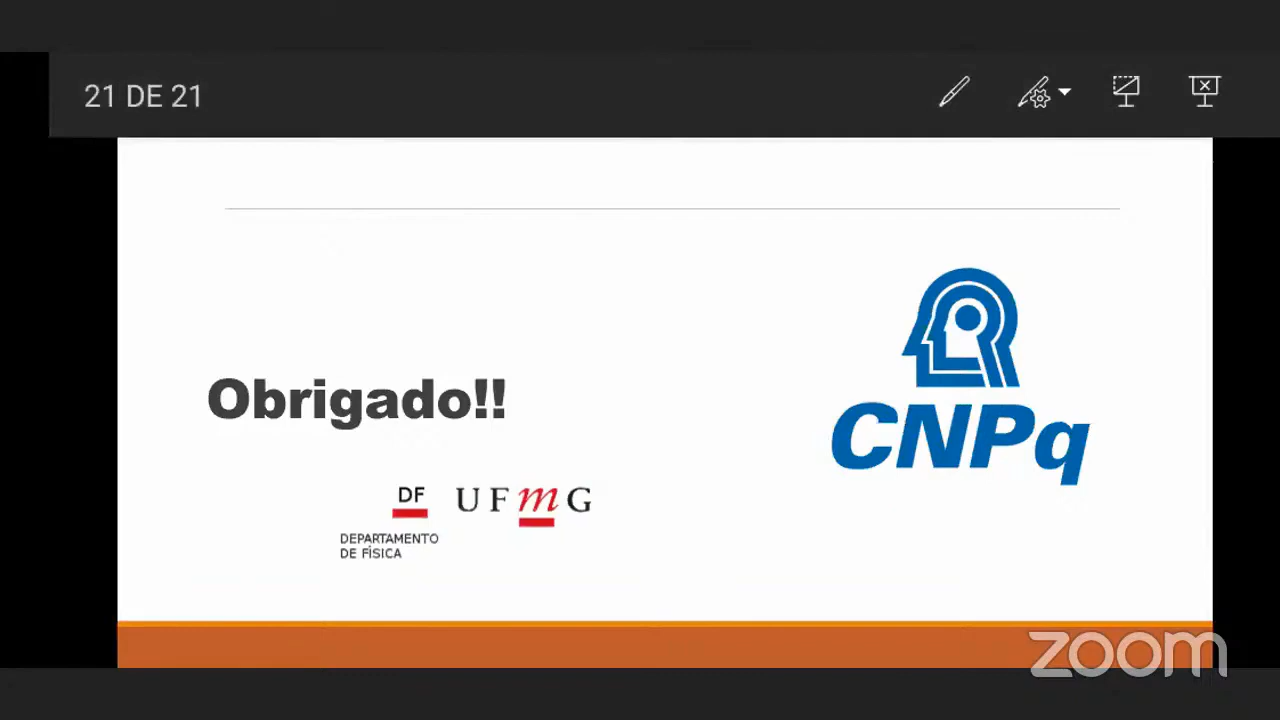 21 DE 21
Obrigado!!
CNPq
DF UFmG
DEPARTAMENTO
DE FÍSICA
zoom